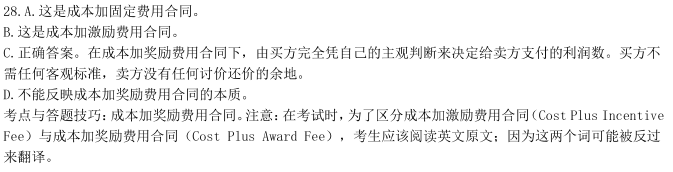 28.A.这是成本加固定费用合同。
B.这是成本加激励费用合同。
C.正确答案。在成本加奖励费用合同下，由买方完全凭自己的主观判断来决定给卖方支付的利润数。买方不
需任何客观标准，卖方没有任何讨价还价的余地。
D.不能反映成本加奖励费用合同的本质。
考点与答题技巧：成本加奖励费用合同。注意：在考试时，为了区分成本加激励费用合同（Cost Plus Incentive
Fee）与成本加奖励费用合同（Cost Plus Award Fee），考生应该阅读英文原文；因为这两个词可能被反过
来翻译。